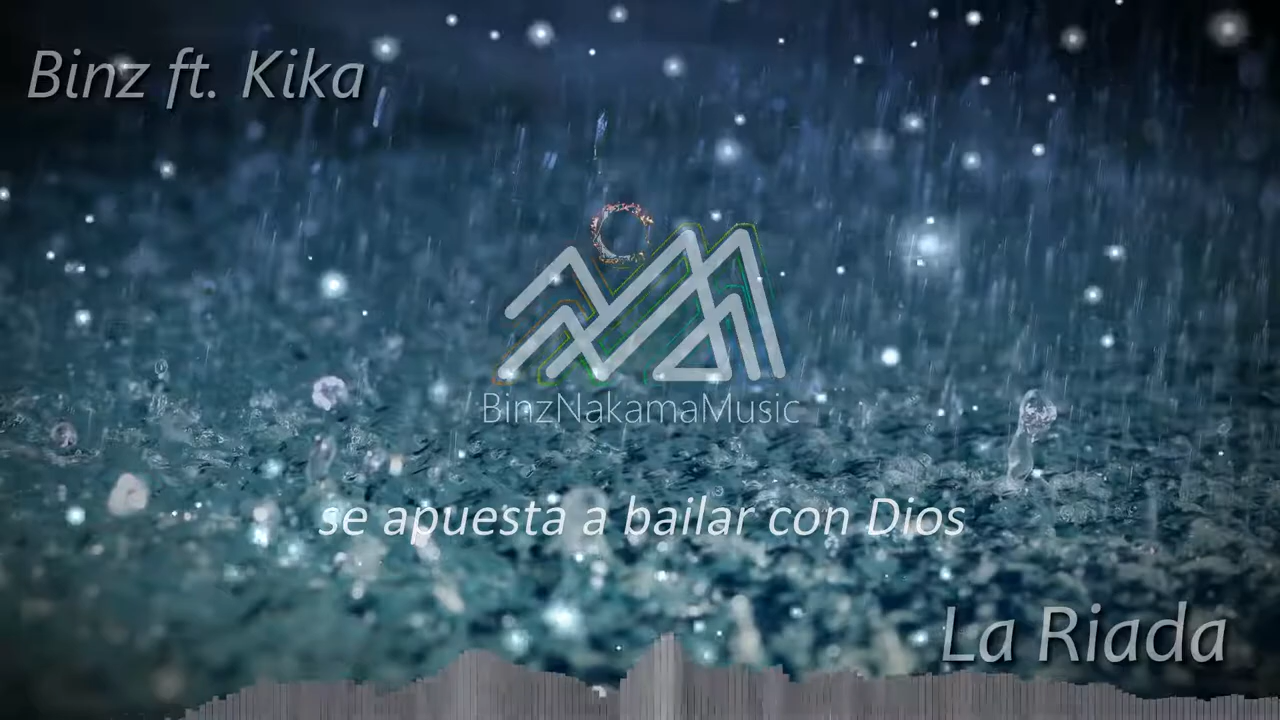 Binz ft. Kika
BinzNakamaMusic
se apuesta a bailar con Dios
La Riada